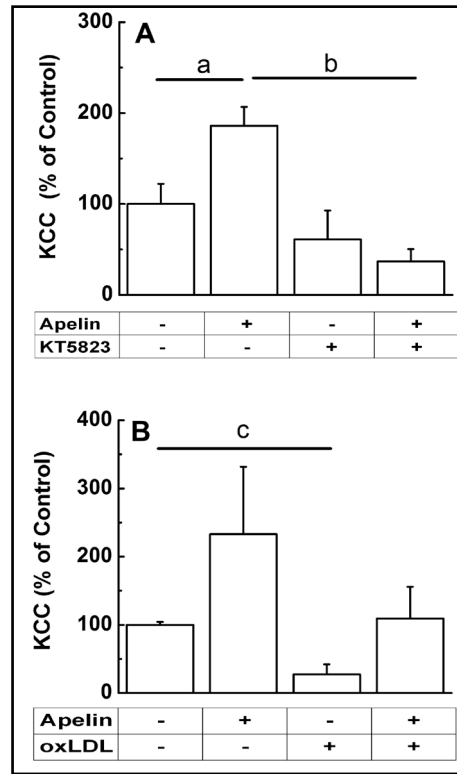 A
KCC (% of Control)
300
200
100
0
a
b
Apelin - + - +
KT5823 - - + +
B
KCC (% of Control)
400
300
200
100
0
c
Apelin - + - +
oxLDL - - + +